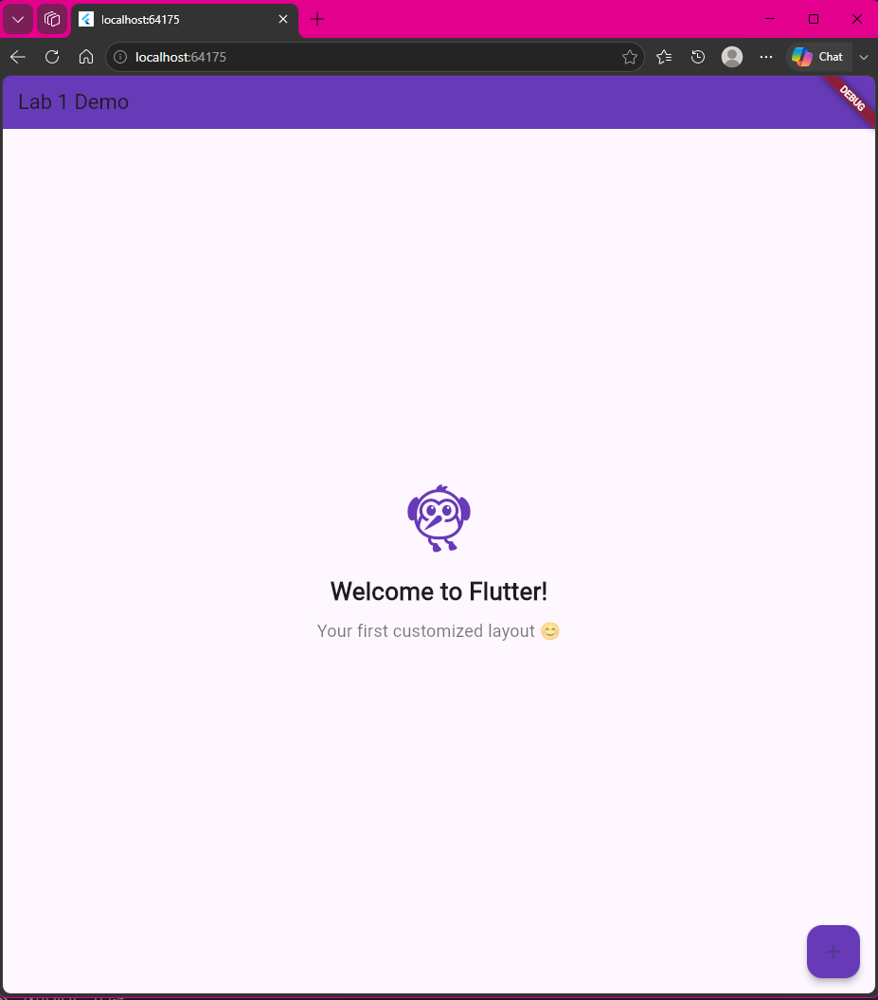 localhost:64175
localhost:64175
Chat
Lab 1 Demo
DEBUG
Welcome to Flutter!
Your first customized layout 😊